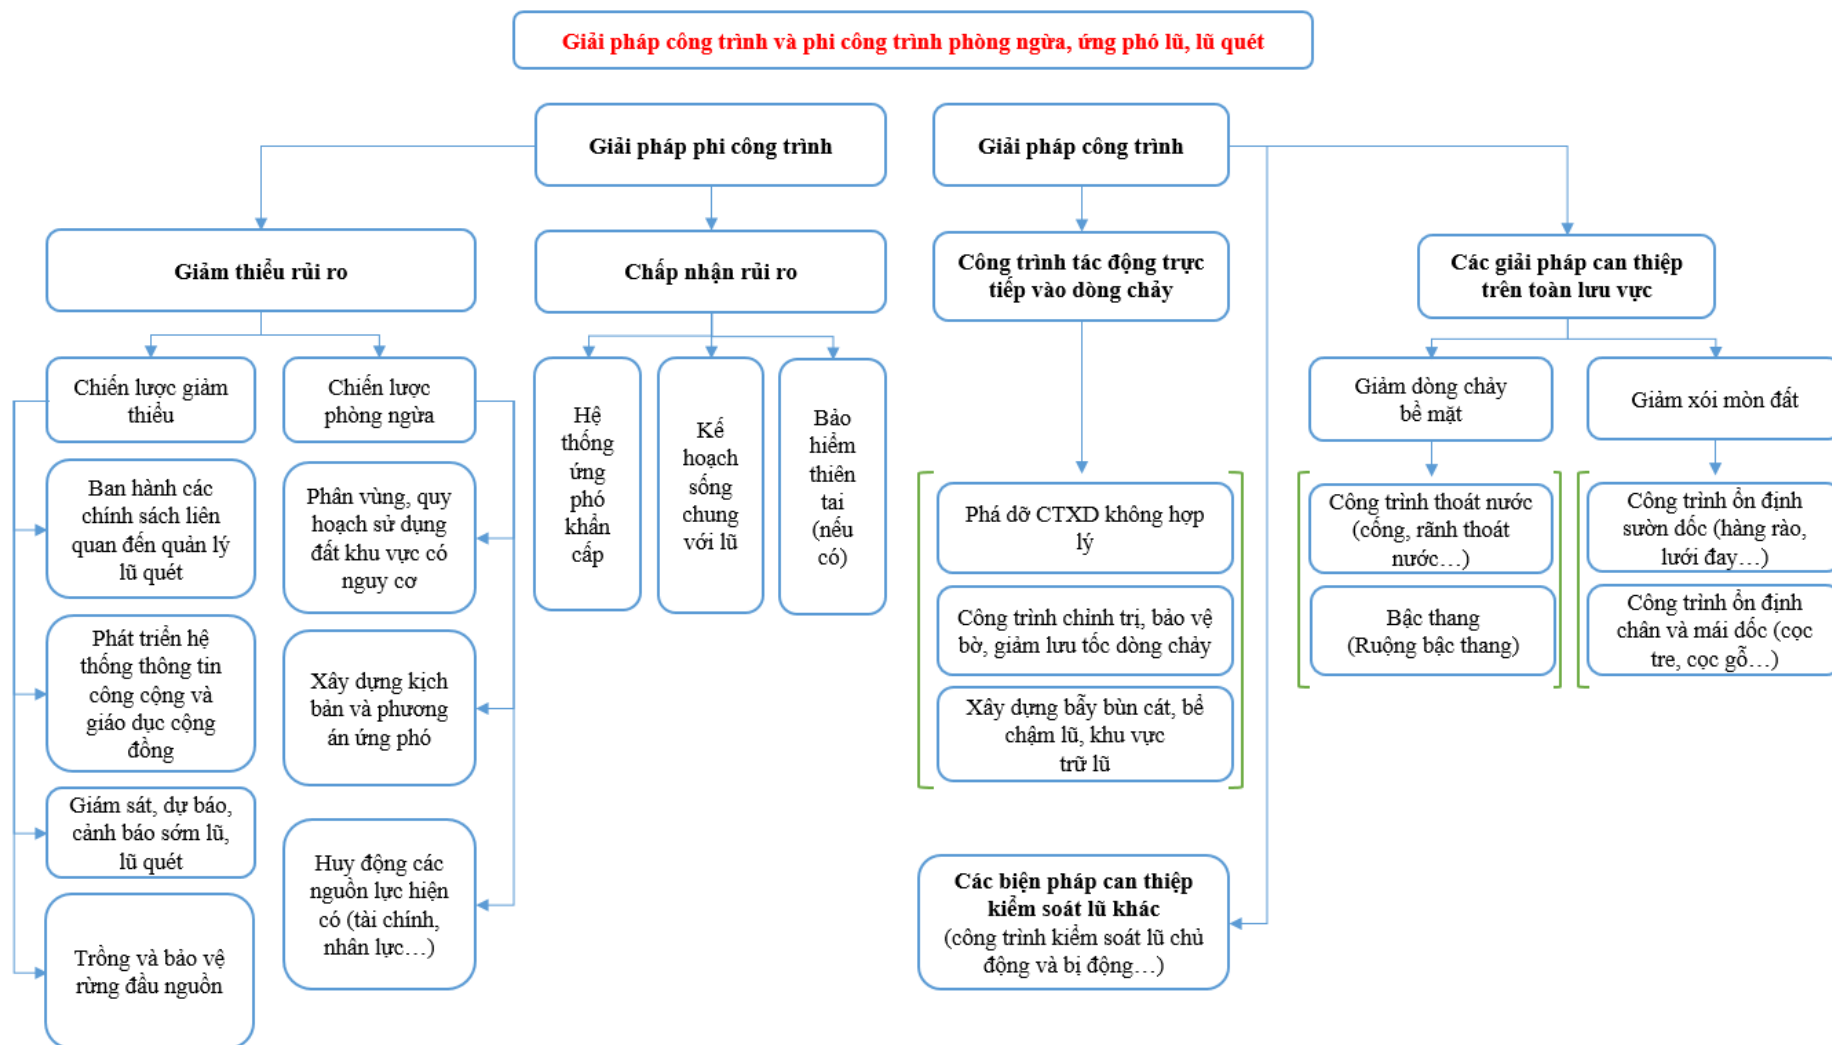 Giải pháp công trình và phi công trình phòng ngừa, ứng phó lũ, lũ quét
Giải pháp phi công trình
Giải pháp công trình
Giảm thiểu rủi ro
Chấp nhận rủi ro
Công trình tác động trực
tiếp vào dòng chảy
Các giải pháp can thiệp
trên toàn lưu vực
Chiến lược giảm
thiểu
Chiến lược
phòng ngừa
Hệ
thống
ứng
phó
khẩn
cấp
Kế
hoạch
sống
chung
với lũ
Bảo
hiểm
thiên
tai
(nếu
có)
Giảm dòng chảy
bề mặt
Giảm xói mòn đất
Ban hành các
chính sách liên
quan đến quản lý
lũ quét
Phân vùng, quy
hoạch sử dụng
đất khu vực có
nguy cơ
Phá dỡ CTXD không hợp
lý
Công trình thoát nước
(cống, rãnh thoát
nước…)
Công trình ổn định
sườn dốc (hàng rào,
lưới đay…)
Phát triển hệ
thống thông tin
công cộng và
giáo dục cộng
đồng
Xây dựng kịch
bản và phương
án ứng phó
Công trình chỉnh trị, bảo vệ
bờ, giảm lưu tốc dòng chảy
Bậc thang
(Ruộng bậc thang)
Công trình ổn định
chân và mái dốc (cọc
tre, cọc gỗ…)
Xây dựng bẫy bùn cát, bể
chậm lũ, khu vực
trữ lũ
Giám sát, dự báo,
cảnh báo sớm lũ,
lũ quét
Huy động các
nguồn lực hiện
có (tài chính,
nhân lực…)
Các biện pháp can thiệp
kiểm soát lũ khác
(công trình kiểm soát lũ chủ
động và bị động…)
Trồng và bảo vệ
rừng đầu nguồn